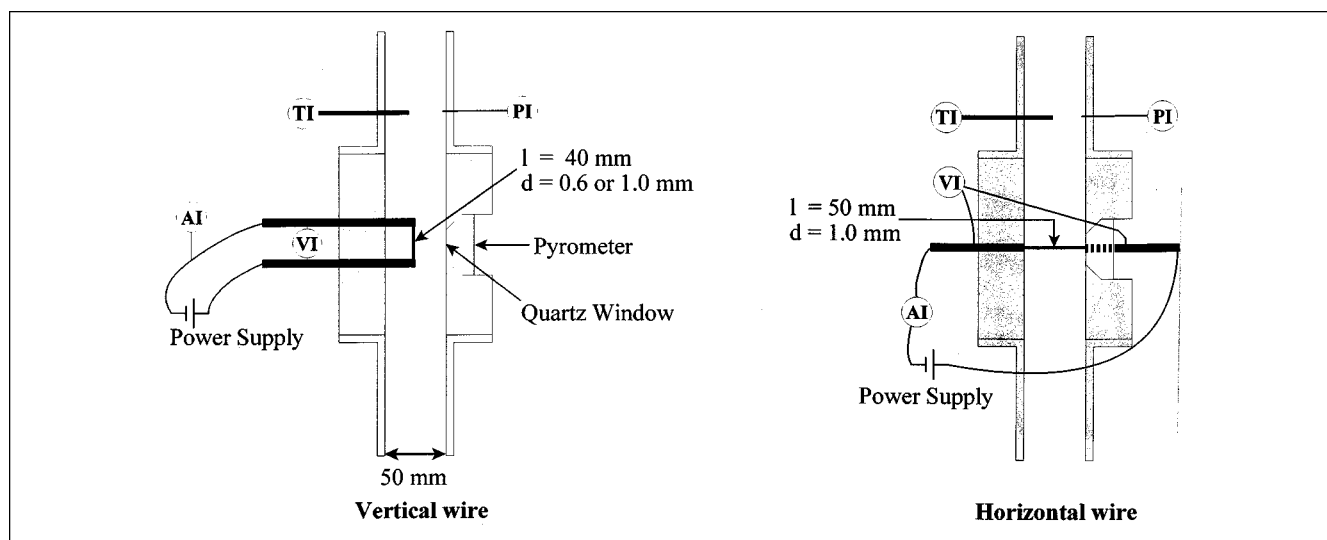 TI
PI
l = 40 mm
d = 0.6 or 1.0 mm
AI
VI
Pyrometer
Quartz Window
Power Supply
50 mm
Vertical wire
TI
PI
VI
l = 50 mm
d = 1.0 mm
AI
Power Supply
Horizontal wire